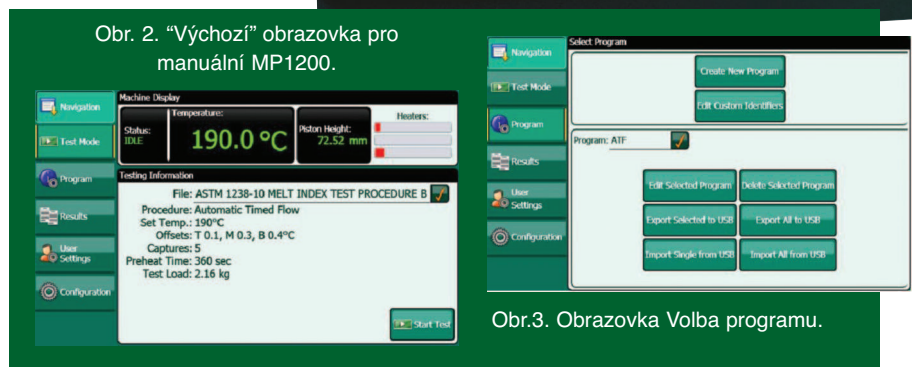 Obr. 2. “Výchozí” obrazovka pro
manuální MP1200.
Navigation
Test Mode
Program
Results
User
Settings
Configuration
Machine Display
Status:
IDLE
Temperature:
190.0 °C
Piston Height:
72.52 mm
Heaters:
Testing Information
File: ASTM 1238-10 MELT INDEX TEST PROCEDURE B
Procedure: Automatic Timed Flow
Set Temp.: 190°C
Offsets: T 0.1, M 0.3, B 0.4°C
Captures: 5
Preheat Time: 360 sec
Test Load: 2.16 kg
Start Test
Navigation
Test Mode
Program
Results
User
Settings
Configuration
Select Program
Create New Program
Edit Custom Identifiers
Program: ATF
Edit Selected Program
Delete Selected Program
Export Selected to USB
Export All to USB
Import Single from USB
Import All from USB
Obr.3. Obrazovka Volba programu.